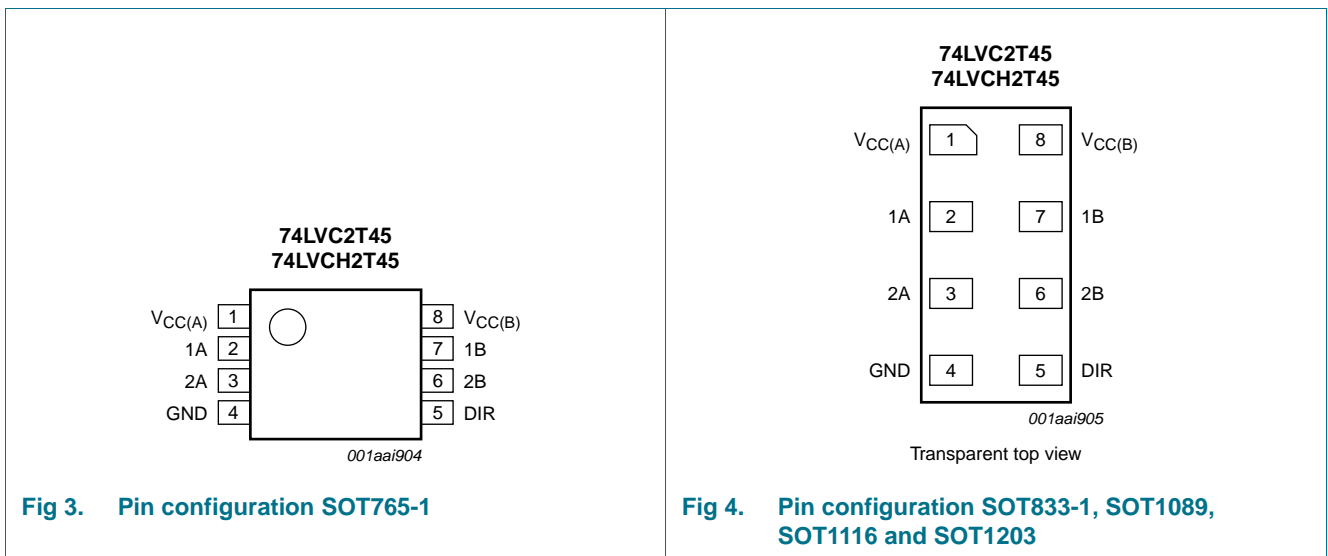 74LVC2T45
74LVCH2T45
VCC(A) 1 8 VCC(B)
1A 2 7 1B
2A 3 6 2B
GND 4 5 DIR
001aai904
Fig 3. Pin configuration SOT765-1
74LVC2T45
74LVCH2T45
VCC(A) 1 8 VCC(B)
1A 2 7 1B
2A 3 6 2B
GND 4 5 DIR
001aai905
Transparent top view
Fig 4. Pin configuration SOT833-1, SOT1089,
SOT1116 and SOT1203